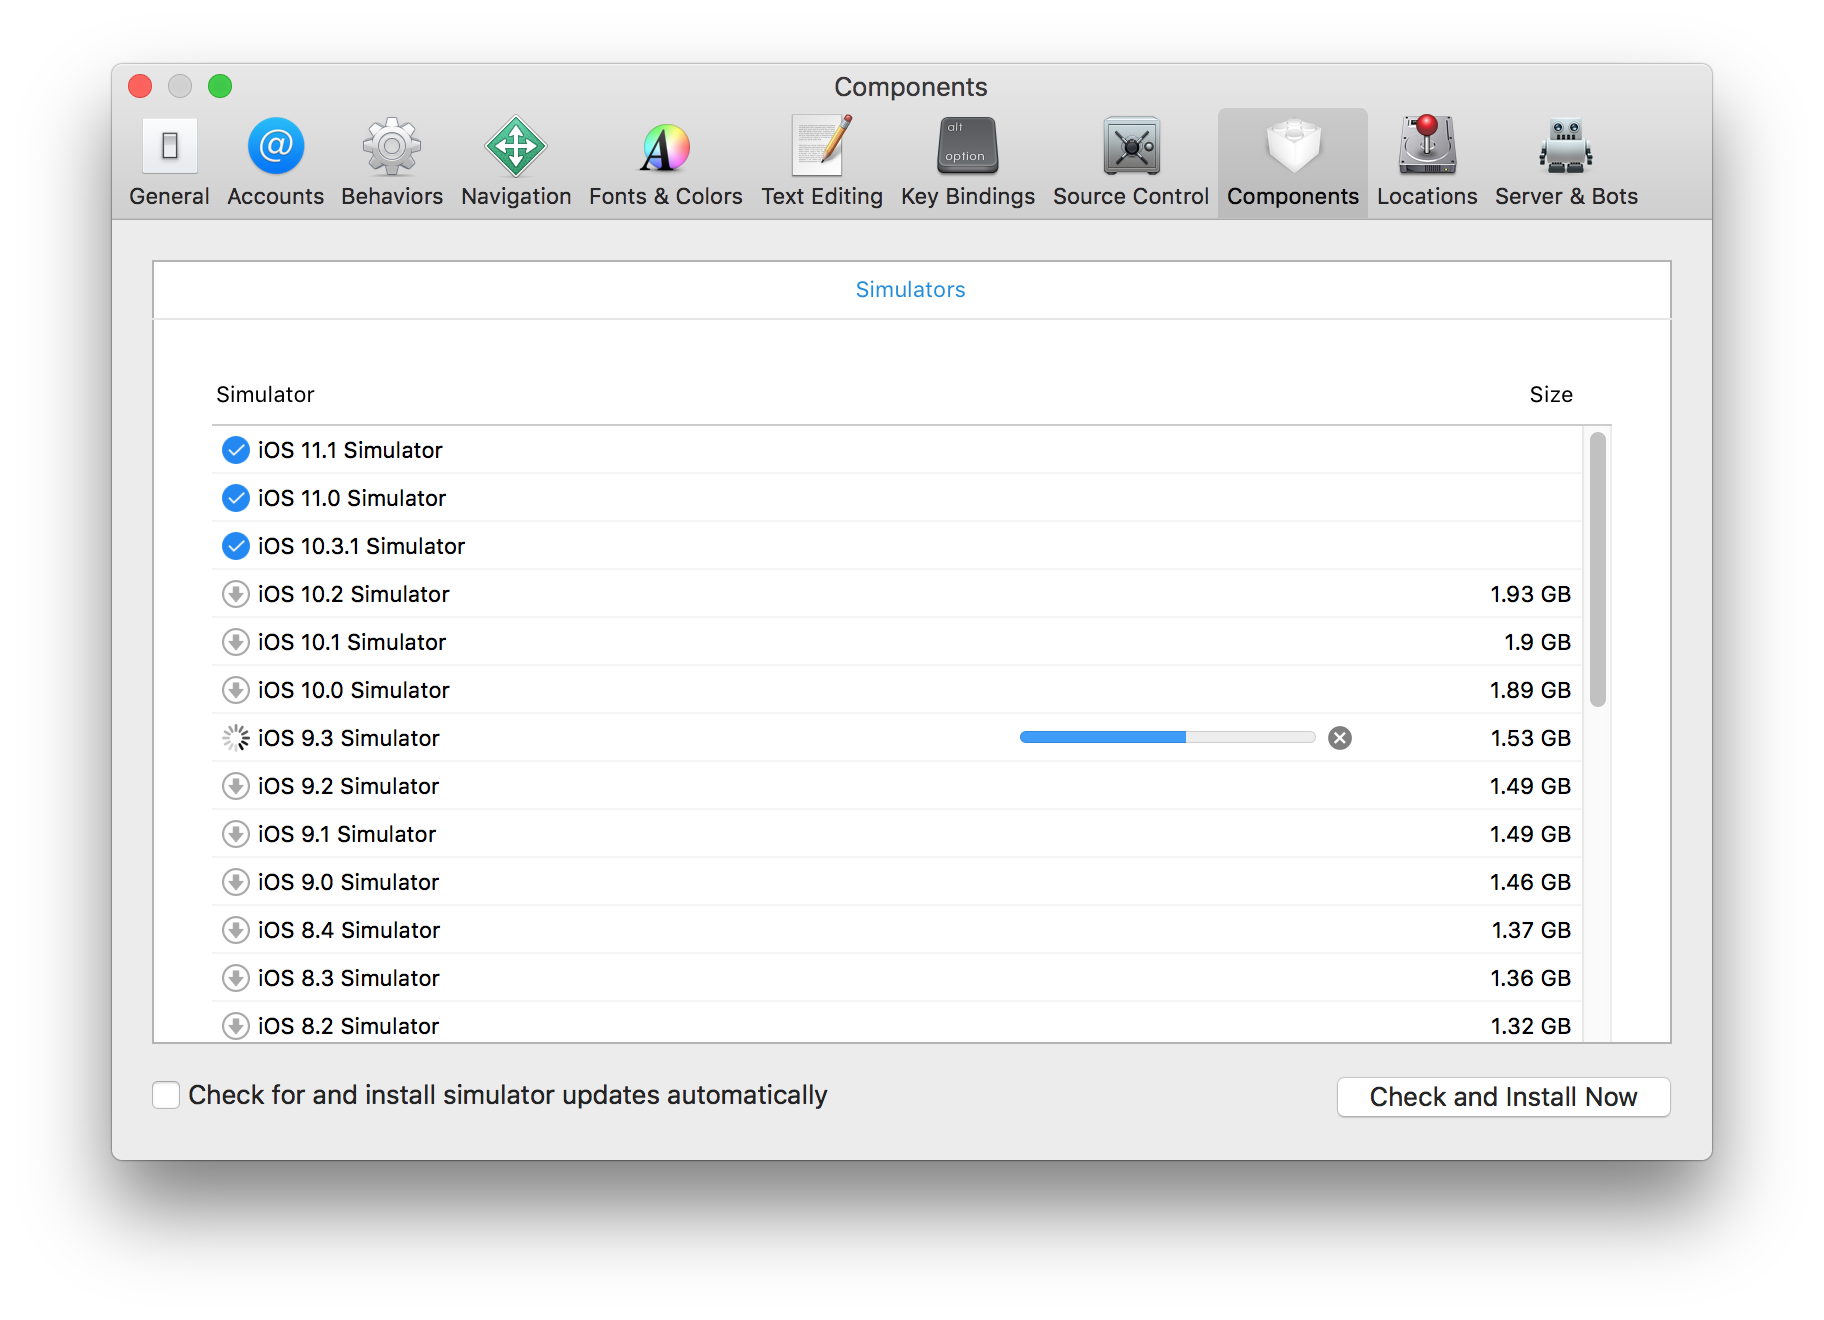 Components
alt
option
General Accounts Behaviors Navigation Fonts & Colors Text Editing Key Bindings Source Control Components Locations Server & Bots
Simulators
Simulator Size
iOS 11.1 Simulator
iOS 11.0 Simulator
iOS 10.3.1 Simulator
iOS 10.2 Simulator 1.93 GB
iOS 10.1 Simulator 1.9 GB
iOS 10.0 Simulator 1.89 GB
iOS 9.3 Simulator 1.53 GB
iOS 9.2 Simulator 1.49 GB
iOS 9.1 Simulator 1.49 GB
iOS 9.0 Simulator 1.46 GB
iOS 8.4 Simulator 1.37 GB
iOS 8.3 Simulator 1.36 GB
iOS 8.2 Simulator 1.32 GB
Check for and install simulator updates automatically Check and Install Now